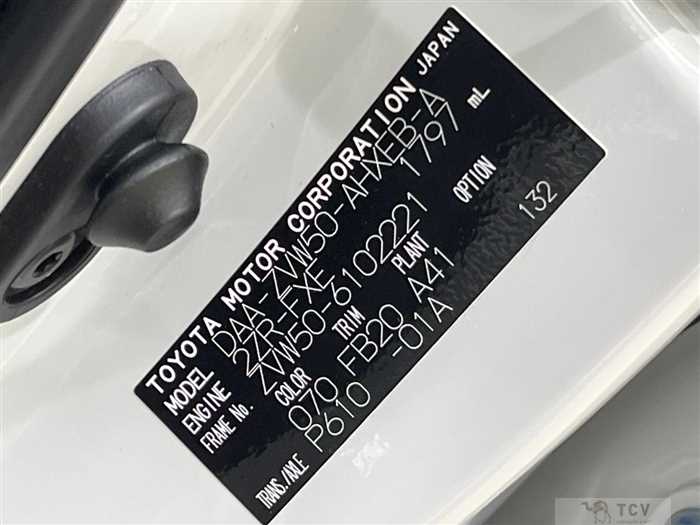 TOYOTA MOTOR CORPORATION JAPAN
MODEL DAA-ZVW50-AHXEB-A
ENGINE 2ZR-FXE 1797 mL
FRAME No. ZVW50-6102221
COLOR TRIM PLANT OPTION
070 FB20 A41 132
TRANS./AXLE P610 -01A
TCV